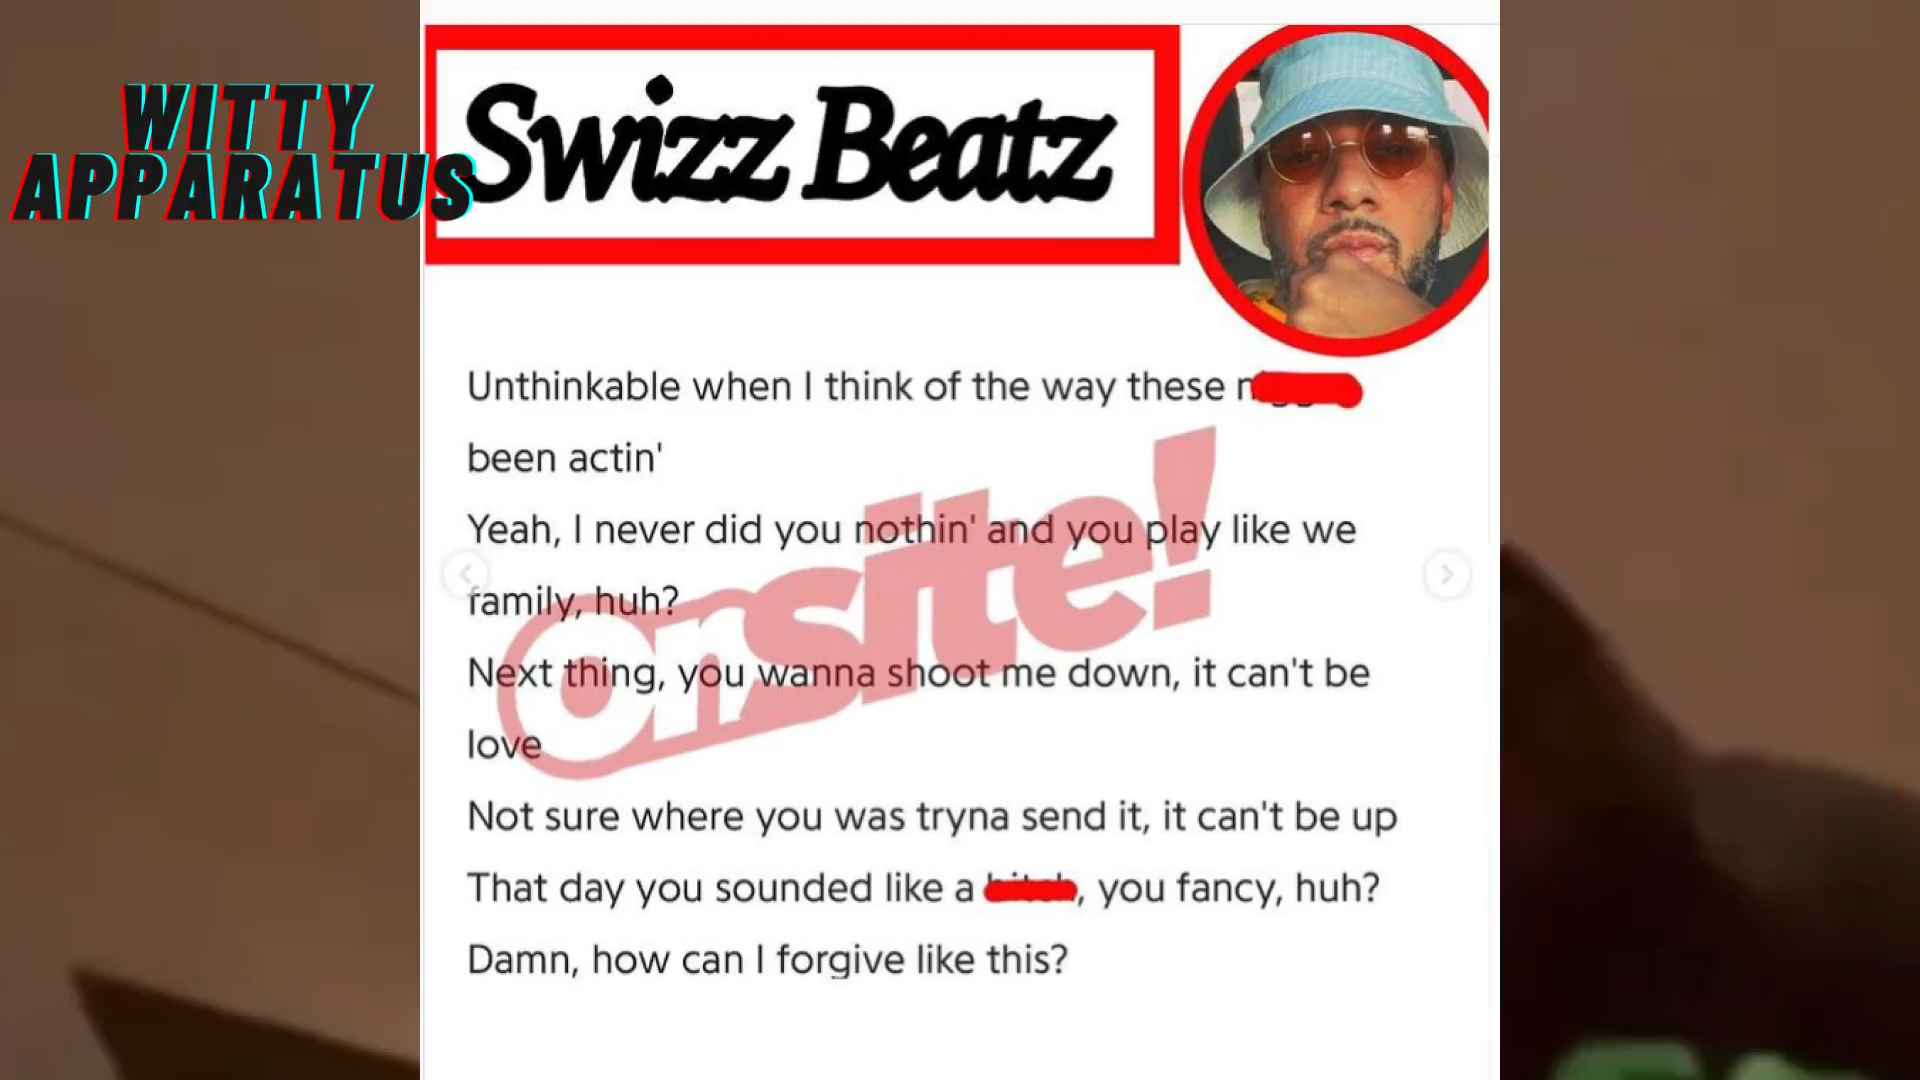 WITTY
APPARATUS
Swizz Beatz
Unthinkable when I think of the way these
been actin'
Yeah, I never did you nothin' and you play like we
family, huh?
Next thing, you wanna shoot me down, it can't be
love
Not sure where you was tryna send it, it can't be up
That day you sounded like a , you fancy, huh?
Damn, how can I forgive like this?
Onsite!